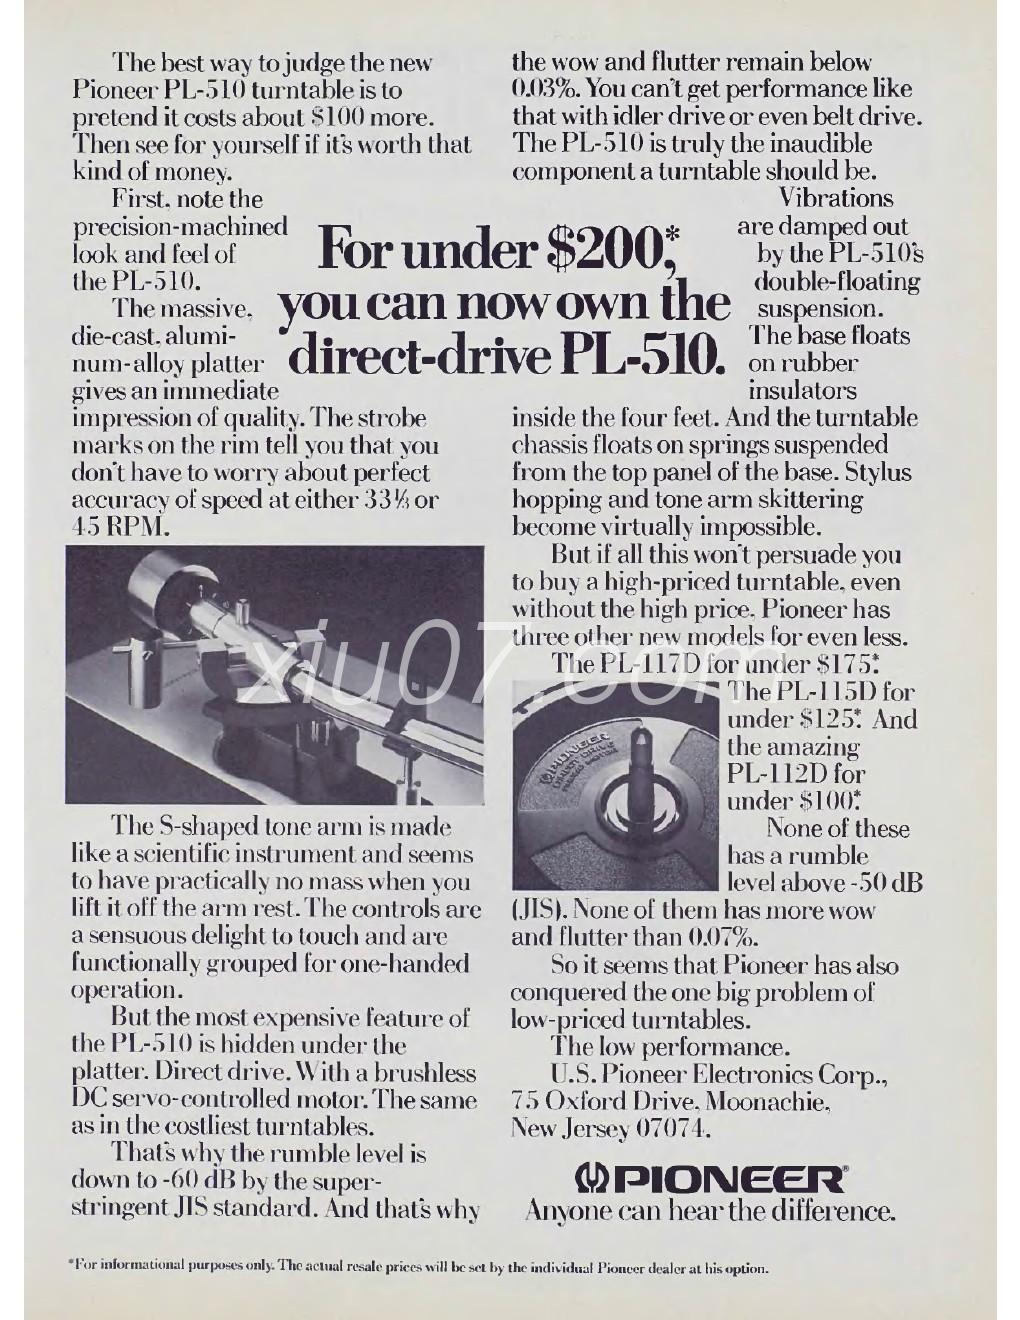 The best way to judge the new
Pioneer PL-510 turntable is to
pretend it costs about $100 more.
Then see for yourself if it's worth that
kind of money.
First, note the
precision-machined
look and feel of
the PL-510.
The massive,
die-cast, alumi-
num-alloy platter
gives an immediate
impression of quality. The strobe
marks on the rim tell you that you
don't have to worry about perfect
accuracy of speed at either 33⅓ or
45 RPM.
For under $200,*
you can now own the
direct-drive PL-510.
The S-shaped tone arm is made
like a scientific instrument and seems
to have practically no mass when you
lift it off the arm rest. The controls are
a sensuous delight to touch and are
functionally grouped for one-handed
operation.
But the most expensive feature of
the PL-510 is hidden under the
platter. Direct drive. With a brushless
DC servo-controlled motor. The same
as in the costliest turntables.
That's why the rumble level is
down to -60 dB by the super-
stringent JIS standard. And that's why
the wow and flutter remain below
0.03%. You can't get performance like
that with idler drive or even belt drive.
The PL-510 is truly the inaudible
component a turntable should be.
Vibrations
are damped out
by the PL-510's
double-floating
suspension.
The base floats
on rubber
insulators
inside the four feet. And the turntable
chassis floats on springs suspended
from the top panel of the base. Stylus
hopping and tone arm skittering
become virtually impossible.
But if all this won't persuade you
to buy a high-priced turntable, even
without the high price, Pioneer has
three other new models for even less.
The PL-117D for under $175*.
The PL-115D for
under $125*. And
the amazing
PL-112D for
under $100*.
PIONEER
DIRECT DRIVE
None of these
has a rumble
level above -50 dB
(JIS). None of them has more wow
and flutter than 0.07%.
So it seems that Pioneer has also
conquered the one big problem of
low-priced turntables.
The low performance.
U.S. Pioneer Electronics Corp.,
75 Oxford Drive, Moonachie,
New Jersey 07074.
PIONEER®
Anyone can hear the difference.
*For informational purposes only. The actual resale prices will be set by the individual Pioneer dealer at his option.
xiu07.com